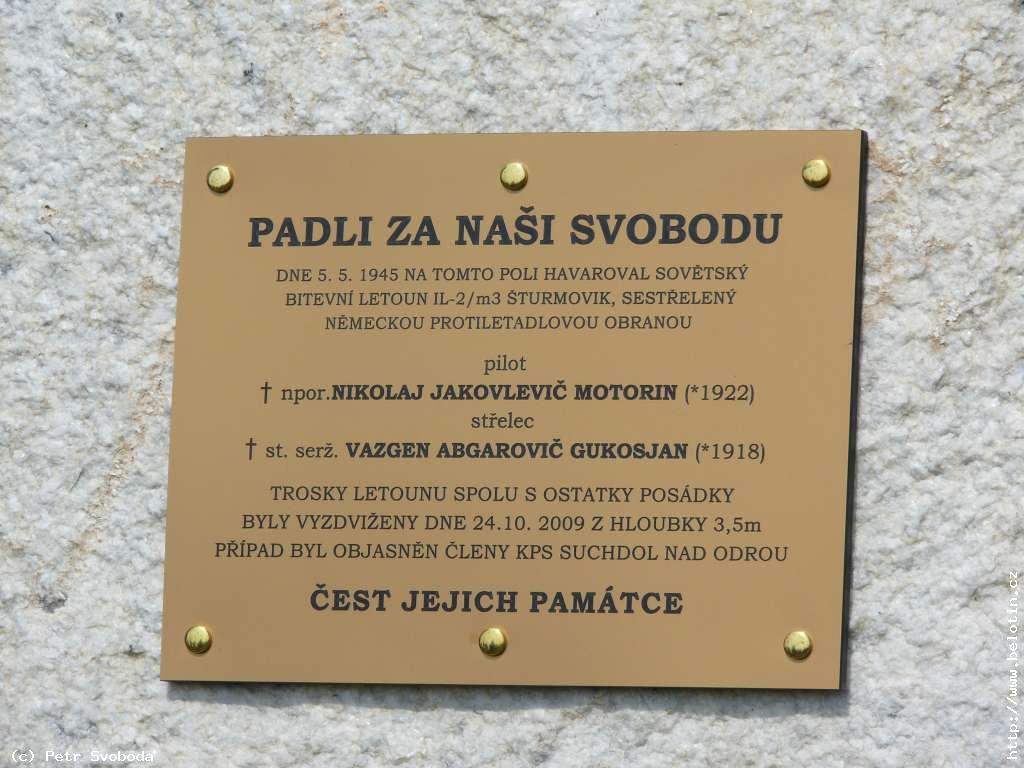 PADLI ZA NAŠI SVOBODU
DNE 5. 5. 1945 NA TOMTO POLI HAVAROVAL SOVĚTSKÝ
BITEVNÍ LETOUN IL-2/m3 ŠTURMOVIK, SESTŘELENÝ
NĚMECKOU PROTILETADLOVOU OBRANOU
pilot
† npor.NIKOLAJ JAKOVLEVIČ MOTORIN (*1922)
střelec
† st. serž. VAZGEN ABGAROVIČ GUKOSJAN (*1918)
TROSKY LETOUNU SPOLU S OSTATKY POSÁDKY
BYLY VYZDVIŽENY DNE 24.10. 2009 Z HLOUBKY 3,5m
PŘÍPAD BYL OBJASNĚN ČLENY KPS SUCHDOL NAD ODROU
ČEST JEJICH PAMÁTCE
(c) Petr Svoboda
http://www.belotin.cz